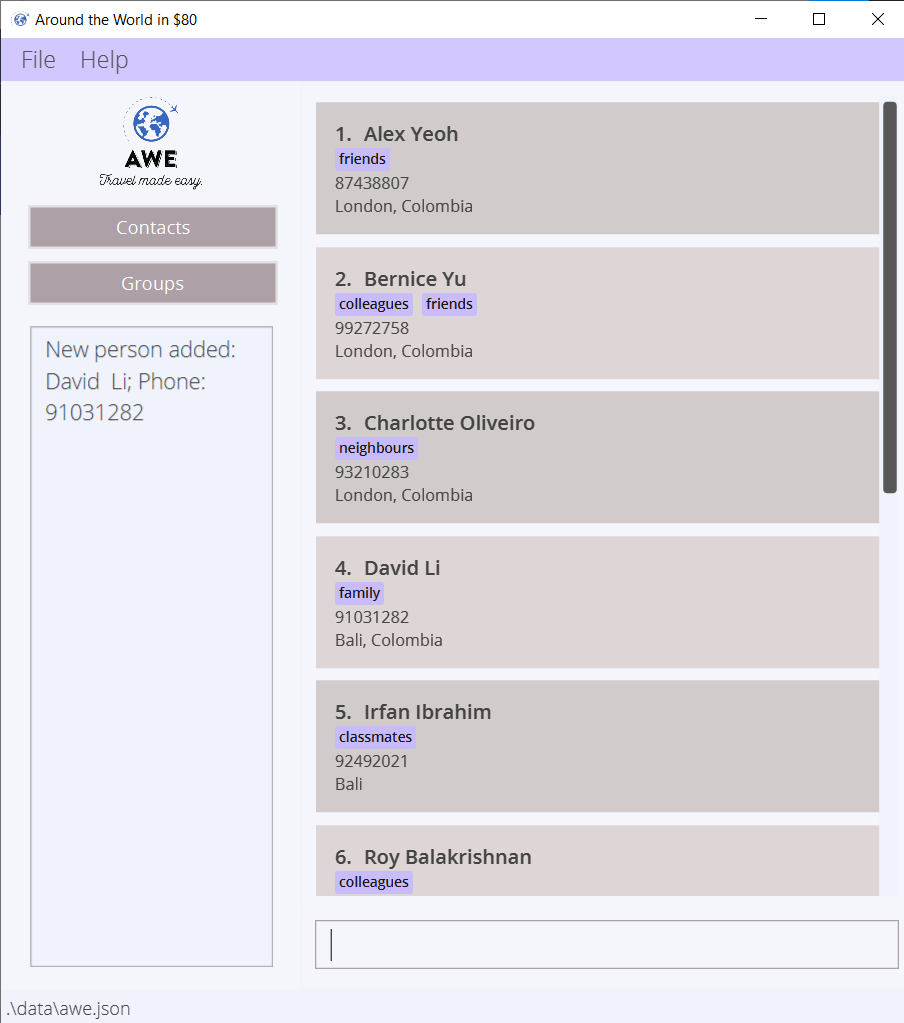 Around the World in $80
File Help
AWE
Travel made easy.
Contacts
Groups
New person added:
David  Li; Phone:
91031282
1. Alex Yeoh
friends
87438807
London, Colombia
2. Bernice Yu
colleagues friends
99272758
London, Colombia
3. Charlotte Oliveiro
neighbours
93210283
London, Colombia
4. David Li
family
91031282
Bali, Colombia
5. Irfan Ibrahim
classmates
92492021
Bali
6. Roy Balakrishnan
colleagues
.\data\awe.json